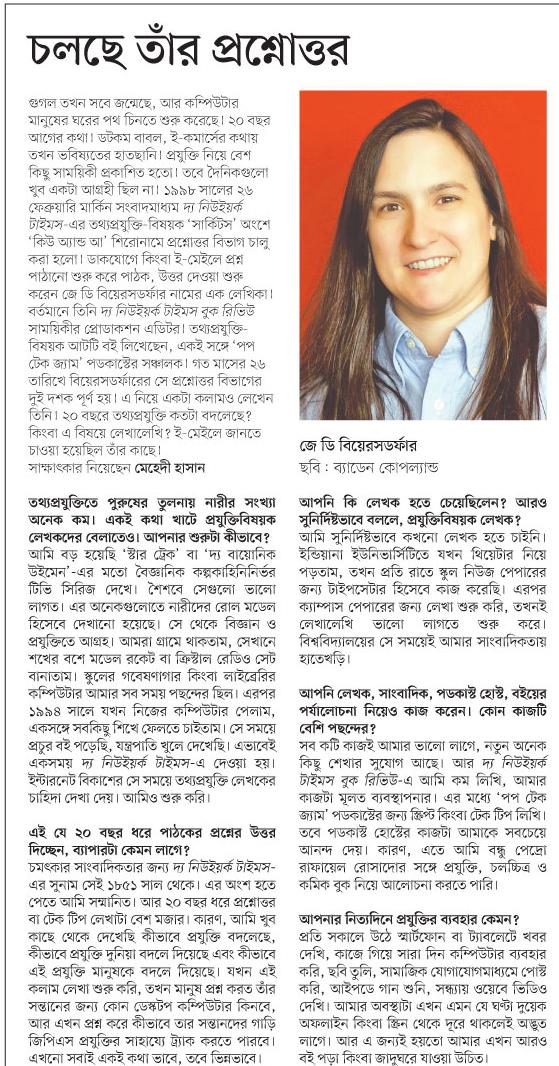 চলছে তাঁর প্রশ্নোত্তর
গুগল তখন সবে জন্মেছে, আর কম্পিউটার
মানুষের ঘরের পথ চিনতে শুরু করেছে। ২০ বছর
আগের কথা। ডটকম বাবল, ই-কমার্সের কথায়
তখন ভবিষ্যতের হাতছানি। প্রযুক্তি নিয়ে বেশ
কিছু সাময়িকী প্রকাশিত হতো। তবে দৈনিকগুলো
খুব একটা আগ্রহী ছিল না। ১৯৯৮ সালের ২৬
ফেব্রুয়ারি মার্কিন সংবাদমাধ্যম দ্য নিউইয়র্ক
টাইমস-এর তথ্যপ্রযুক্তি-বিষয়ক ‘সার্কিটস’ অংশে
‘কিউ অ্যান্ড আ’ শিরোনামে প্রশ্নোত্তর বিভাগ চালু
করা হলো। ডাকযোগে কিংবা ই-মেইলে প্রশ্ন
পাঠানো শুরু করে পাঠক, উত্তর দেওয়া শুরু
করেন জে ডি বিয়েরসডর্ফার নামের এক লেখিকা।
বর্তমানে তিনি দ্য নিউইয়র্ক টাইমস বুক রিভিউ
সাময়িকীর প্রোডাকশন এডিটর। তথ্যপ্রযুক্তি-
বিষয়ক আটটি বই লিখেছেন, একই সঙ্গে ‘পপ
টেক জ্যাম’ পডকাস্টের সঞ্চালক। গত মাসের ২৬
তারিখে বিয়েরসডর্ফারের সে প্রশ্নোত্তর বিভাগের
দুই দশক পূর্ণ হয়। এ নিয়ে একটা কলামও লেখেন
তিনি। ২০ বছরে তথ্যপ্রযুক্তি কতটা বদলেছে?
কিংবা এ বিষয়ে লেখালেখি? ই-মেইলে জানতে
চাওয়া হয়েছিল তাঁর কাছে।
সাক্ষাৎকার নিয়েছেন মেহেদী হাসান
তথ্যপ্রযুক্তিতে পুরুষের তুলনায় নারীর সংখ্যা
অনেক কম। একই কথা খাটে প্রযুক্তিবিষয়ক
লেখকদের বেলাতেও। আপনার শুরুটা কীভাবে?
আমি বড় হয়েছি ‘স্টার ট্রেক’ বা ‘দ্য বায়োনিক
উইমেন’-এর মতো বৈজ্ঞানিক কল্পকাহিনিনির্ভর
টিভি সিরিজ দেখে। শৈশবে সেগুলো ভালো
লাগত। এর অনেকগুলোতে নারীদের রোল মডেল
হিসেবে দেখানো হয়েছে। সে থেকে বিজ্ঞান ও
প্রযুক্তিতে আগ্রহ। আমরা গ্রামে থাকতাম, সেখানে
শখের বশে মডেল রকেট বা ক্রিস্টাল রেডিও সেট
বানাতাম। স্কুলের গবেষণাগার কিংবা লাইব্রেরির
কম্পিউটার আমার সব সময় পছন্দের ছিল। এরপর
১৯৯৪ সালে যখন নিজের কম্পিউটার পেলাম,
একসঙ্গে সবকিছু শিখে ফেলতে চাইতাম। সে সময়ে
প্রচুর বই পড়েছি, যন্ত্রপাতি খুলে দেখেছি। এভাবেই
একসময় দ্য নিউইয়র্ক টাইমস-এ দেওয়া হয়।
ইন্টারনেট বিকাশের সে সময়ে তথ্যপ্রযুক্তি লেখকের
চাহিদা দেখা দেয়। আমিও শুরু করি।
এই যে ২০ বছর ধরে পাঠকের প্রশ্নের উত্তর
দিচ্ছেন, ব্যাপারটা কেমন লাগে?
চমৎকার সাংবাদিকতার জন্য দ্য নিউইয়র্ক টাইমস-
এর সুনাম সেই ১৮৫১ সাল থেকে। এর অংশ হতে
পেতে আমি সম্মানিত। আর ২০ বছর ধরে প্রশ্নোত্তর
বা টেক টিপ লেখাটা বেশ মজার। কারণ, আমি খুব
কাছে থেকে দেখেছি কীভাবে প্রযুক্তি বদলেছে,
কীভাবে প্রযুক্তি দুনিয়া বদলে দিয়েছে এবং কীভাবে
এই প্রযুক্তি মানুষকে বদলে দিয়েছে। যখন এই
কলাম লেখা শুরু করি, তখন মানুষ প্রশ্ন করত তাঁর
সন্তানের জন্য কোন ডেস্কটপ কম্পিউটার কিনবে,
আর এখন প্রশ্ন করে কীভাবে তার সন্তানদের গাড়ি
জিপিএস প্রযুক্তির সাহায্যে ট্র্যাক করতে পারবে।
এখনো সবাই একই কথা ভাবে, তবে ভিন্নভাবে।
জে ডি বিয়েরসডর্ফার
ছবি : ব্যাডেন কোপল্যান্ড
আপনি কি লেখক হতে চেয়েছিলেন? আরও
সুনির্দিষ্টভাবে বললে, প্রযুক্তিবিষয়ক লেখক?
আমি সুনির্দিষ্টভাবে কখনো লেখক হতে চাইনি।
ইন্ডিয়ানা ইউনিভার্সিটিতে যখন থিয়েটার নিয়ে
পড়তাম, তখন প্রতি রাতে স্কুল নিউজ পেপারের
জন্য টাইপসেটার হিসেবে কাজ করেছি। এরপর
ক্যাম্পাস পেপারের জন্য লেখা শুরু করি, তখনই
লেখালেখি ভালো লাগতে শুরু করে।
বিশ্ববিদ্যালয়ের সে সময়েই আমার সাংবাদিকতায়
হাতেখড়ি।
আপনি লেখক, সাংবাদিক, পডকাস্ট হোস্ট, বইয়ের
পর্যালোচনা নিয়েও কাজ করেন। কোন কাজটি
বেশি পছন্দের?
সব কটি কাজই আমার ভালো লাগে, নতুন অনেক
কিছু শেখার সুযোগ আছে। আর দ্য নিউইয়র্ক
টাইমস বুক রিভিউ-এ আমি কম লিখি, আমার
কাজটা মূলত ব্যবস্থাপনার। এর মধ্যে ‘পপ টেক
জ্যাম’ পডকাস্টের জন্য স্ক্রিপ্ট কিংবা টেক টিপ লিখি।
তবে পডকাস্ট হোস্টের কাজটা আমাকে সবচেয়ে
আনন্দ দেয়। কারণ, এতে আমি বন্ধু পেদ্রো
রাফায়েল রোসাদোর সঙ্গে প্রযুক্তি, চলচ্চিত্র ও
কমিক বুক নিয়ে আলোচনা করতে পারি।
আপনার নিত্যদিনে প্রযুক্তির ব্যবহার কেমন?
প্রতি সকালে উঠে স্মার্টফোন বা ট্যাবলেটে খবর
দেখি, কাজে গিয়ে সারা দিন কম্পিউটার ব্যবহার
করি, ছবি তুলি, সামাজিক যোগাযোগমাধ্যমে পোস্ট
করি, আইপডে গান শুনি, সন্ধ্যায় ওয়েবে ভিডিও
দেখি। আমার অবস্থাটা এখন এমন যে ঘণ্টা দুয়েক
অফলাইন কিংবা স্ক্রিন থেকে দূরে থাকলেই অদ্ভুত
লাগে। আর এ জন্যই হয়তো আমার এখন আরও
বই পড়া কিংবা জাদুঘরে যাওয়া উচিত।